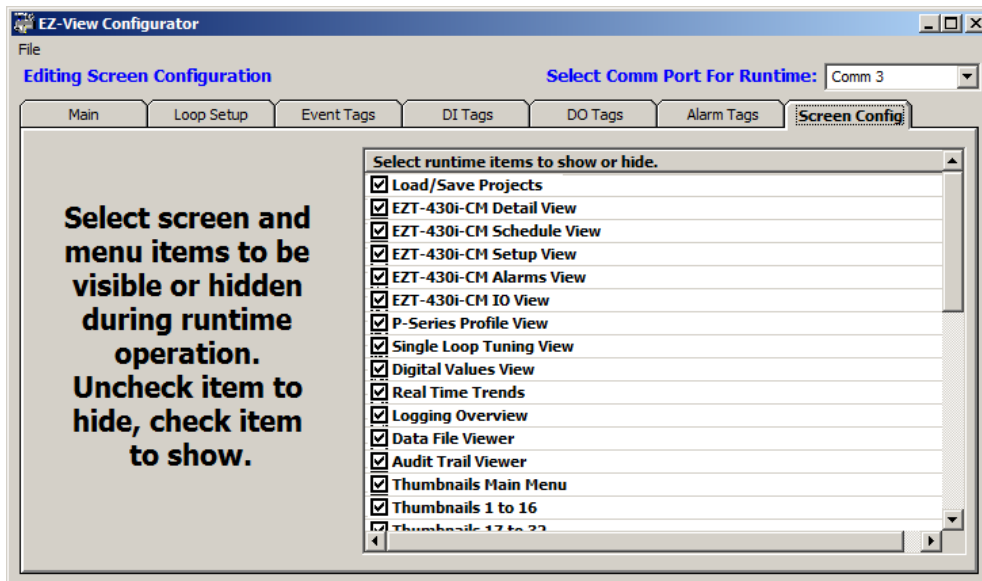 EZ-View Configurator
File
Editing Screen Configuration
Select Comm Port For Runtime: Comm 3
Main Loop Setup Event Tags DI Tags DO Tags Alarm Tags Screen Config
Select screen and
menu items to be
visible or hidden
during runtime
operation.
Uncheck item to
hide, check item
to show.
Select runtime items to show or hide.
Load/Save Projects
EZT-430i-CM Detail View
EZT-430i-CM Schedule View
EZT-430i-CM Setup View
EZT-430i-CM Alarms View
EZT-430i-CM IO View
P-Series Profile View
Single Loop Tuning View
Digital Values View
Real Time Trends
Logging Overview
Data File Viewer
Audit Trail Viewer
Thumbnails Main Menu
Thumbnails 1 to 16
Thumbnails 17 to 32